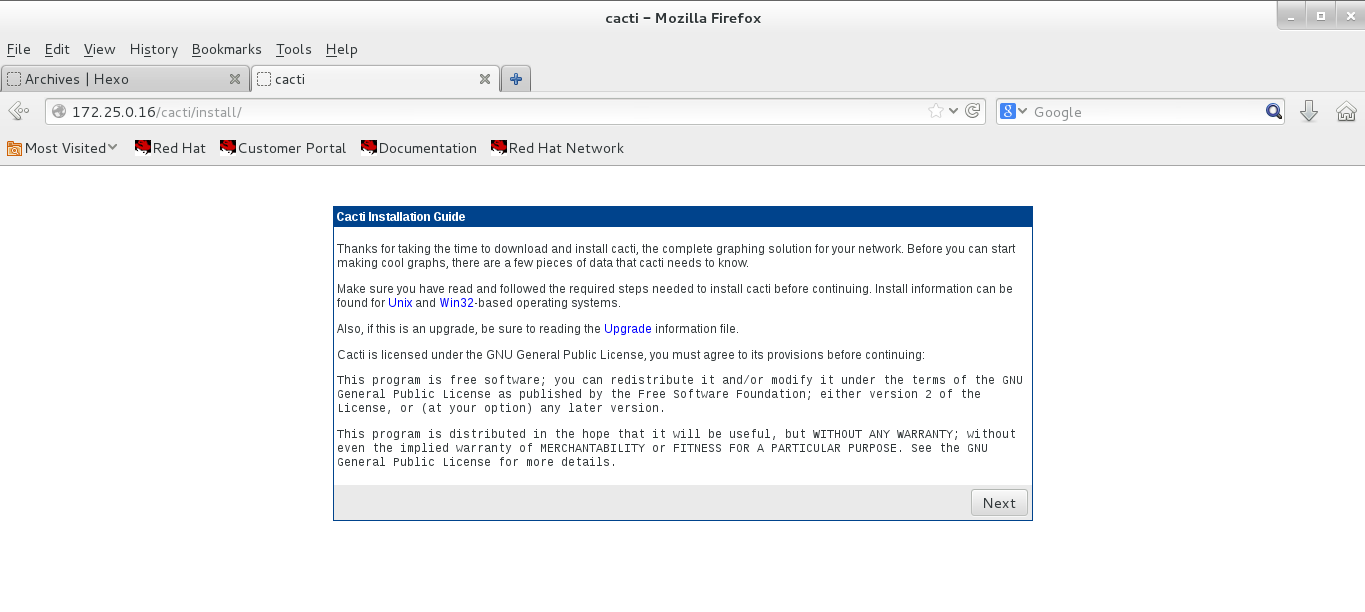 cacti - Mozilla Firefox
File Edit View History Bookmarks Tools Help
Archives | Hexo
cacti
172.25.0.16/cacti/install/
8 Google
Most Visited Red Hat Customer Portal Documentation Red Hat Network
Cacti Installation Guide
Thanks for taking the time to download and install cacti, the complete graphing solution for your network. Before you can start
making cool graphs, there are a few pieces of data that cacti needs to know.
Make sure you have read and followed the required steps needed to install cacti before continuing. Install information can be
found for Unix and Win32-based operating systems.
Also, if this is an upgrade, be sure to reading the Upgrade information file.
Cacti is licensed under the GNU General Public License, you must agree to its provisions before continuing:
This program is free software; you can redistribute it and/or modify it under the terms of the GNU
General Public License as published by the Free Software Foundation; either version 2 of the
License, or (at your option) any later version.
This program is distributed in the hope that it will be useful, but WITHOUT ANY WARRANTY; without
even the implied warranty of MERCHANTABILITY or FITNESS FOR A PARTICULAR PURPOSE. See the GNU
General Public License for more details.
Next